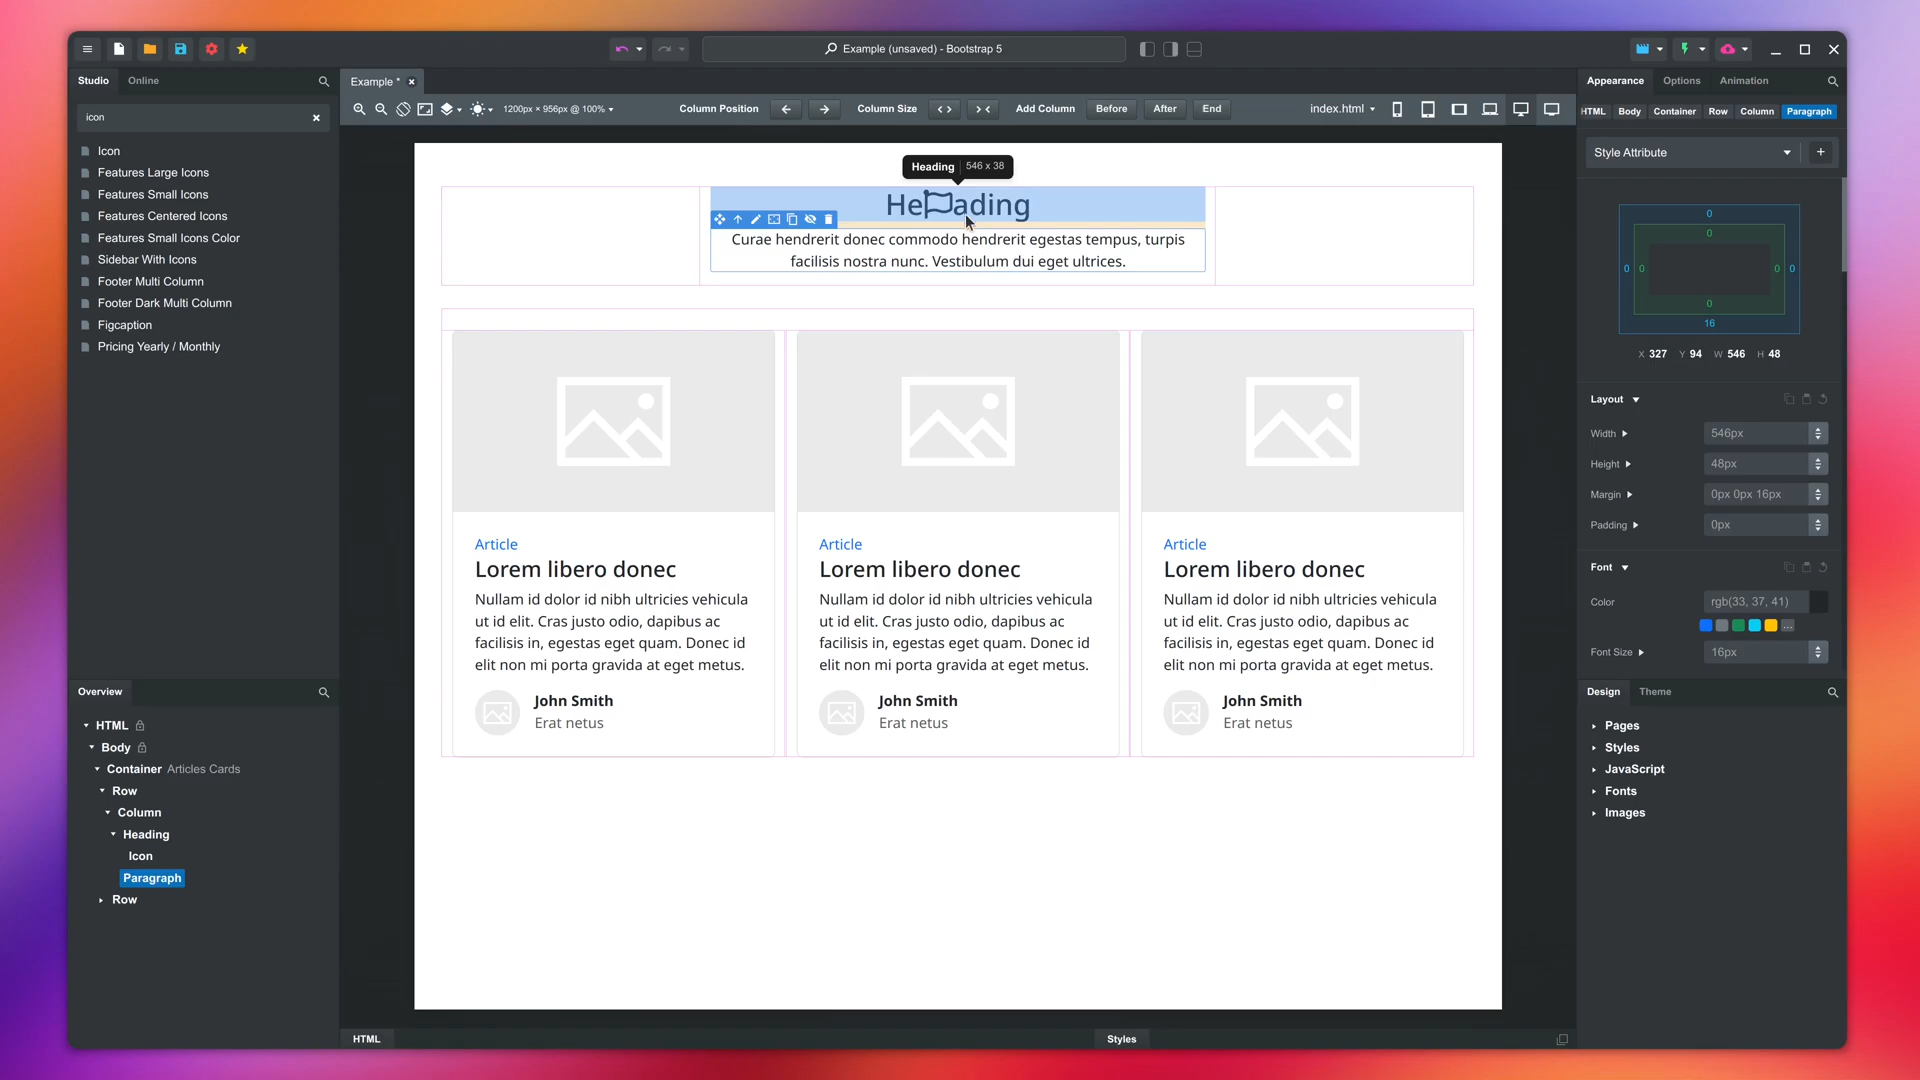 Example (unsaved) - Bootstrap 5
Studio
Online
icon
Icon
Features Large Icons
Features Small Icons
Features Centered Icons
Features Small Icons Color
Sidebar With Icons
Footer Multi Column
Footer Dark Multi Column
Figcaption
Pricing Yearly / Monthly
Overview
HTML
Body
Container Articles Cards
Row
Column
Heading
Icon
Paragraph
Row
Example *
1200px × 956px @ 100%
Column Position
Column Size
Add Column
Before
After
End
index.html
Heading 546 x 38
Heading
Curae hendrerit donec commodo hendrerit egestas tempus, turpis
facilisis nostra nunc. Vestibulum dui eget ultrices.
Article
Lorem libero donec
Nullam id dolor id nibh ultricies vehicula
ut id elit. Cras justo odio, dapibus ac
facilisis in, egestas eget quam. Donec id
elit non mi porta gravida at eget metus.
John Smith
Erat netus
Article
Lorem libero donec
Nullam id dolor id nibh ultricies vehicula
ut id elit. Cras justo odio, dapibus ac
facilisis in, egestas eget quam. Donec id
elit non mi porta gravida at eget metus.
John Smith
Erat netus
Article
Lorem libero donec
Nullam id dolor id nibh ultricies vehicula
ut id elit. Cras justo odio, dapibus ac
facilisis in, egestas eget quam. Donec id
elit non mi porta gravida at eget metus.
John Smith
Erat netus
HTML
Styles
Appearance
Options
Animation
HTML
Body
Container
Row
Column
Paragraph
Style Attribute
0
0
0 0 0 0
0
16
X 327 Y 94 W 546 H 48
Layout
Width 546px
Height 48px
Margin 0px 0px 16px
Padding 0px
Font
Color rgb(33, 37, 41)
...
Font Size 16px
Design
Theme
Pages
Styles
JavaScript
Fonts
Images